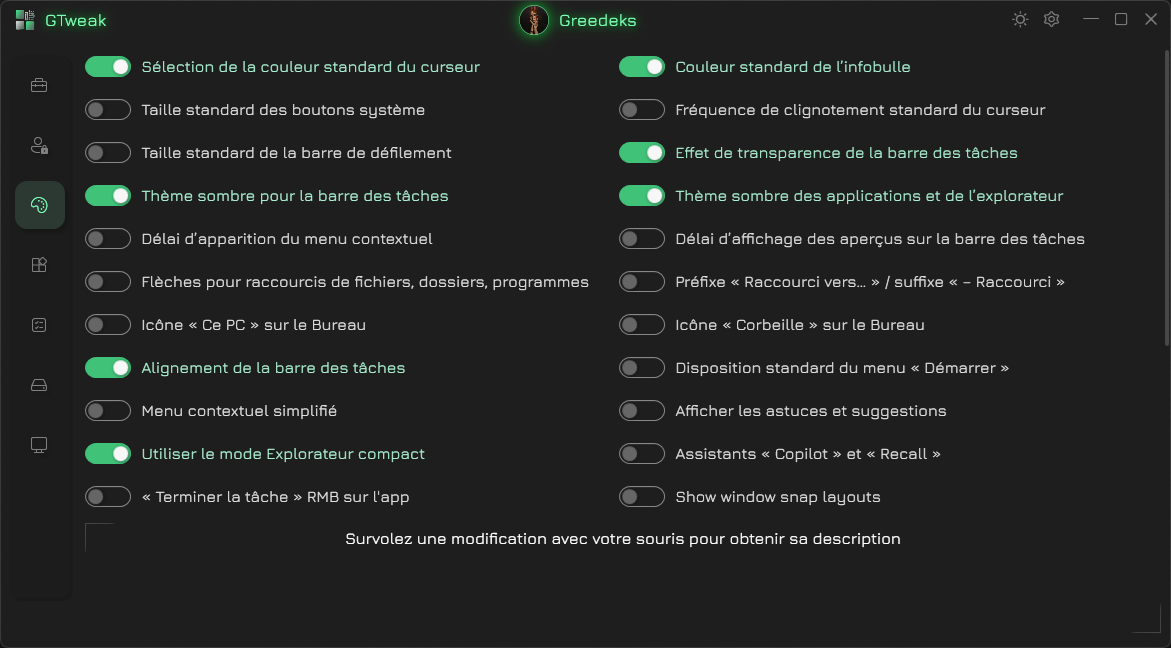 GTweak
Greedeks
Sélection de la couleur standard du curseur
Couleur standard de l’infobulle
Taille standard des boutons système
Fréquence de clignotement standard du curseur
Taille standard de la barre de défilement
Effet de transparence de la barre des tâches
Thème sombre pour la barre des tâches
Thème sombre des applications et de l’explorateur
Délai d’apparition du menu contextuel
Délai d’affichage des aperçus sur la barre des tâches
Flèches pour raccourcis de fichiers, dossiers, programmes
Préfixe « Raccourci vers... » / suffixe « – Raccourci »
Icône « Ce PC » sur le Bureau
Icône « Corbeille » sur le Bureau
Alignement de la barre des tâches
Disposition standard du menu « Démarrer »
Menu contextuel simplifié
Afficher les astuces et suggestions
Utiliser le mode Explorateur compact
Assistants « Copilot » et « Recall »
« Terminer la tâche » RMB sur l'app
Show window snap layouts
Survolez une modification avec votre souris pour obtenir sa description